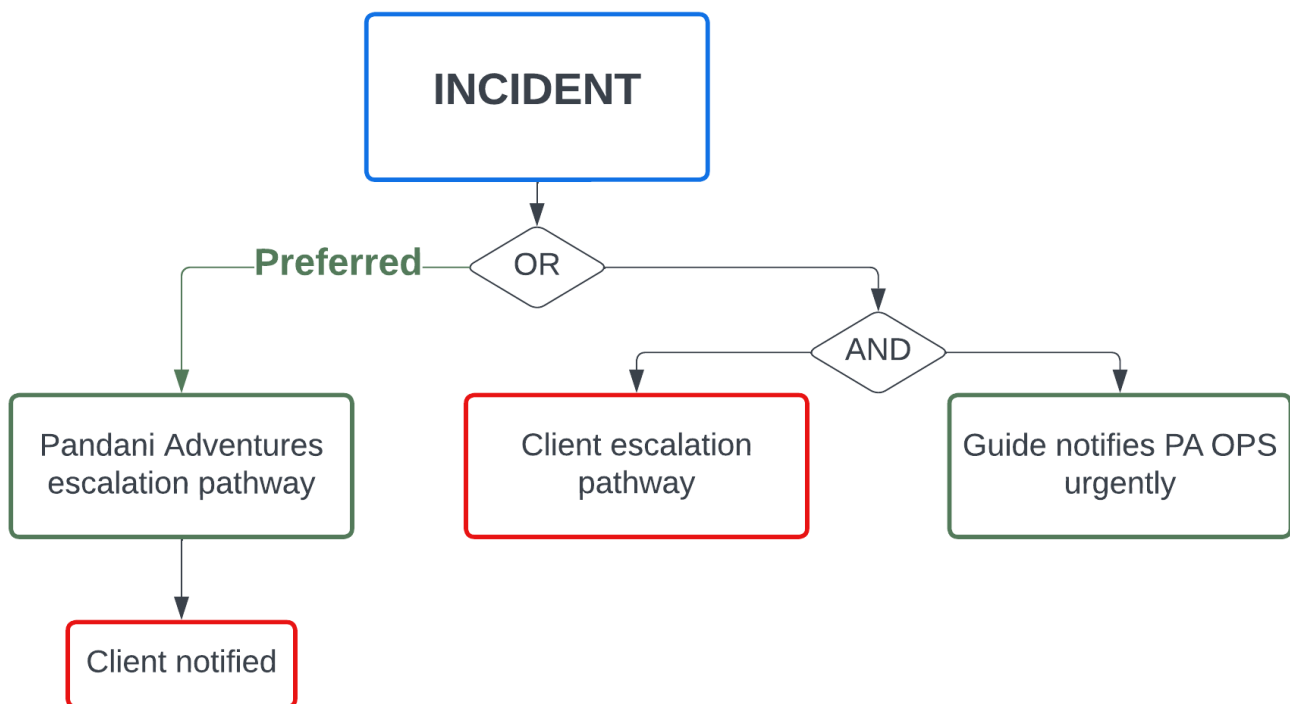 INCIDENT
Preferred
OR
AND
Pandani Adventures
escalation pathway
Client escalation
pathway
Guide notifies PA OPS
urgently
Client notified